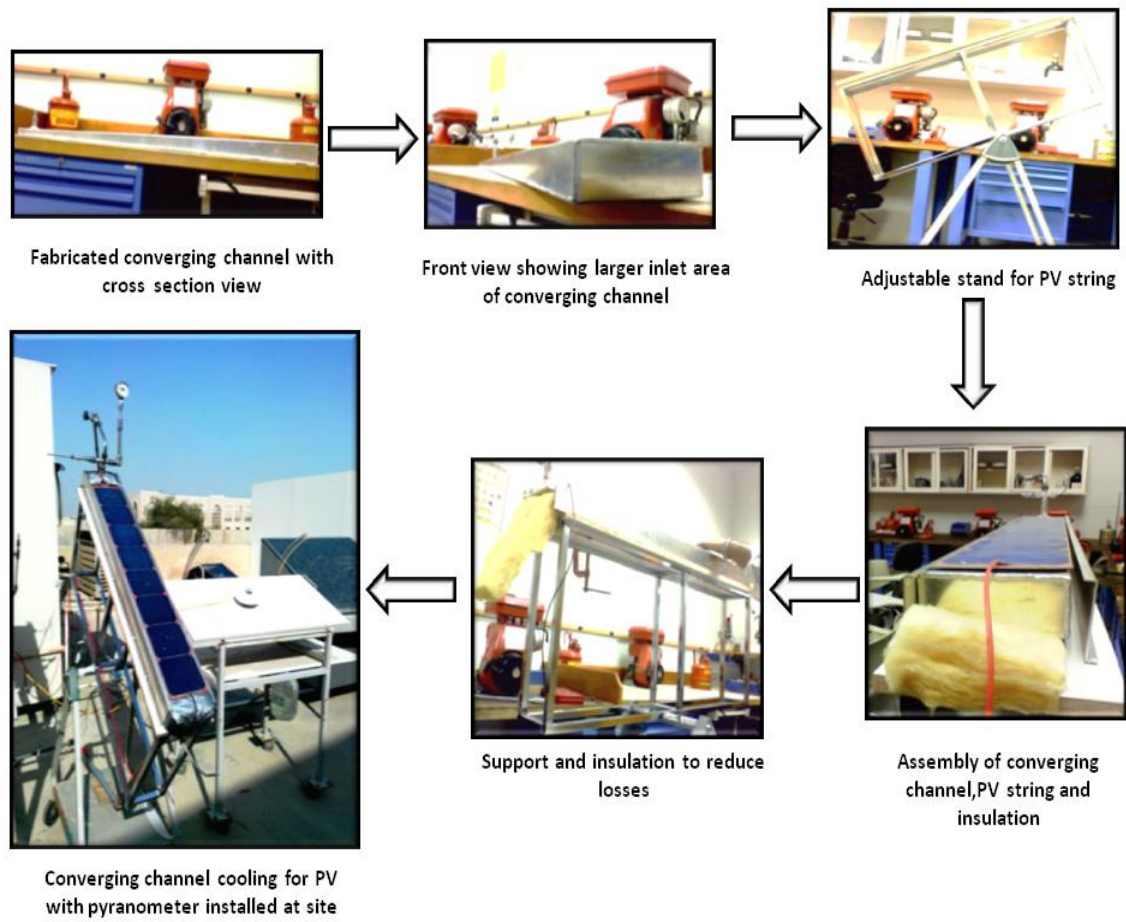 Fabricated converging channel with
cross section view
Front view showing larger inlet area
of converging channel
Adjustable stand for PV string
Assembly of converging
channel,PV string and
insulation
Support and insulation to reduce
losses
Converging channel cooling for PV
with pyranometer installed at site